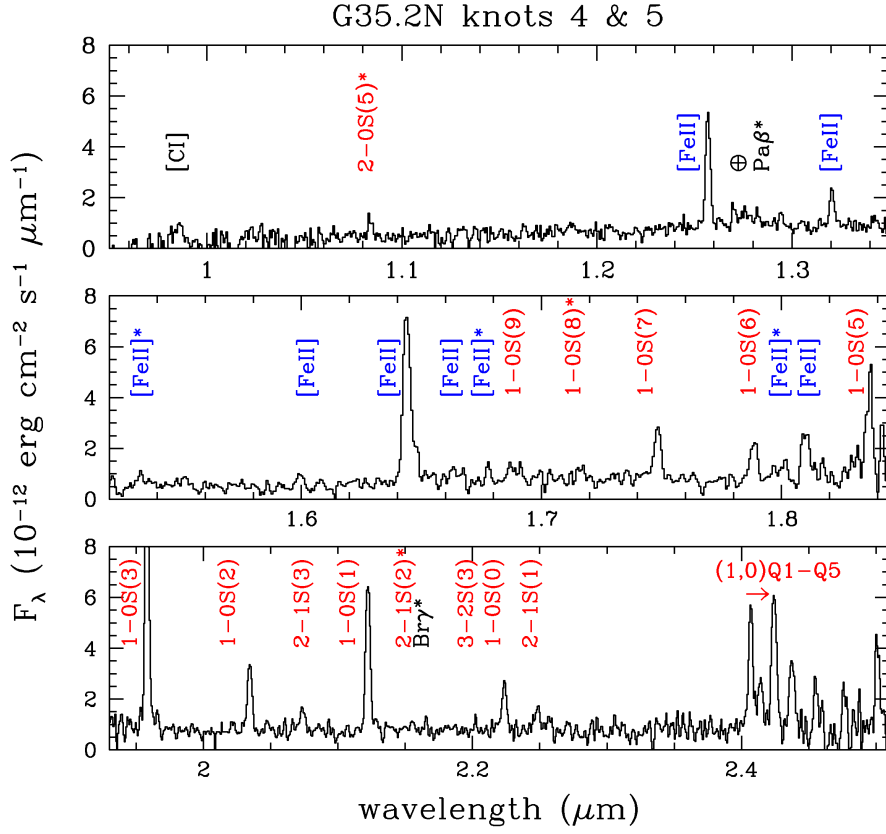 G35.2N knots 4 & 5
F_λ (10⁻¹² erg cm⁻² s⁻¹ μm⁻¹)
8
6
4
2
0
[CI]
2-0S(5)*
[FeII]
⊕
Paβ*
[FeII]
1
1.1
1.2
1.3
8
6
4
2
0
[FeII]*
[FeII]
[FeII]
[FeII]
[FeII]*
1-0S(9)
1-0S(8)*
1-0S(7)
1-0S(6)
[FeII]*
[FeII]
1-0S(5)
1.6
1.7
1.8
8
6
4
2
0
1-0S(3)
1-0S(2)
2-1S(3)
1-0S(1)
2-1S(2)*
Brγ*
3-2S(3)
1-0S(0)
2-1S(1)
(1,0)Q1-Q5
2
2.2
2.4
wavelength (μm)